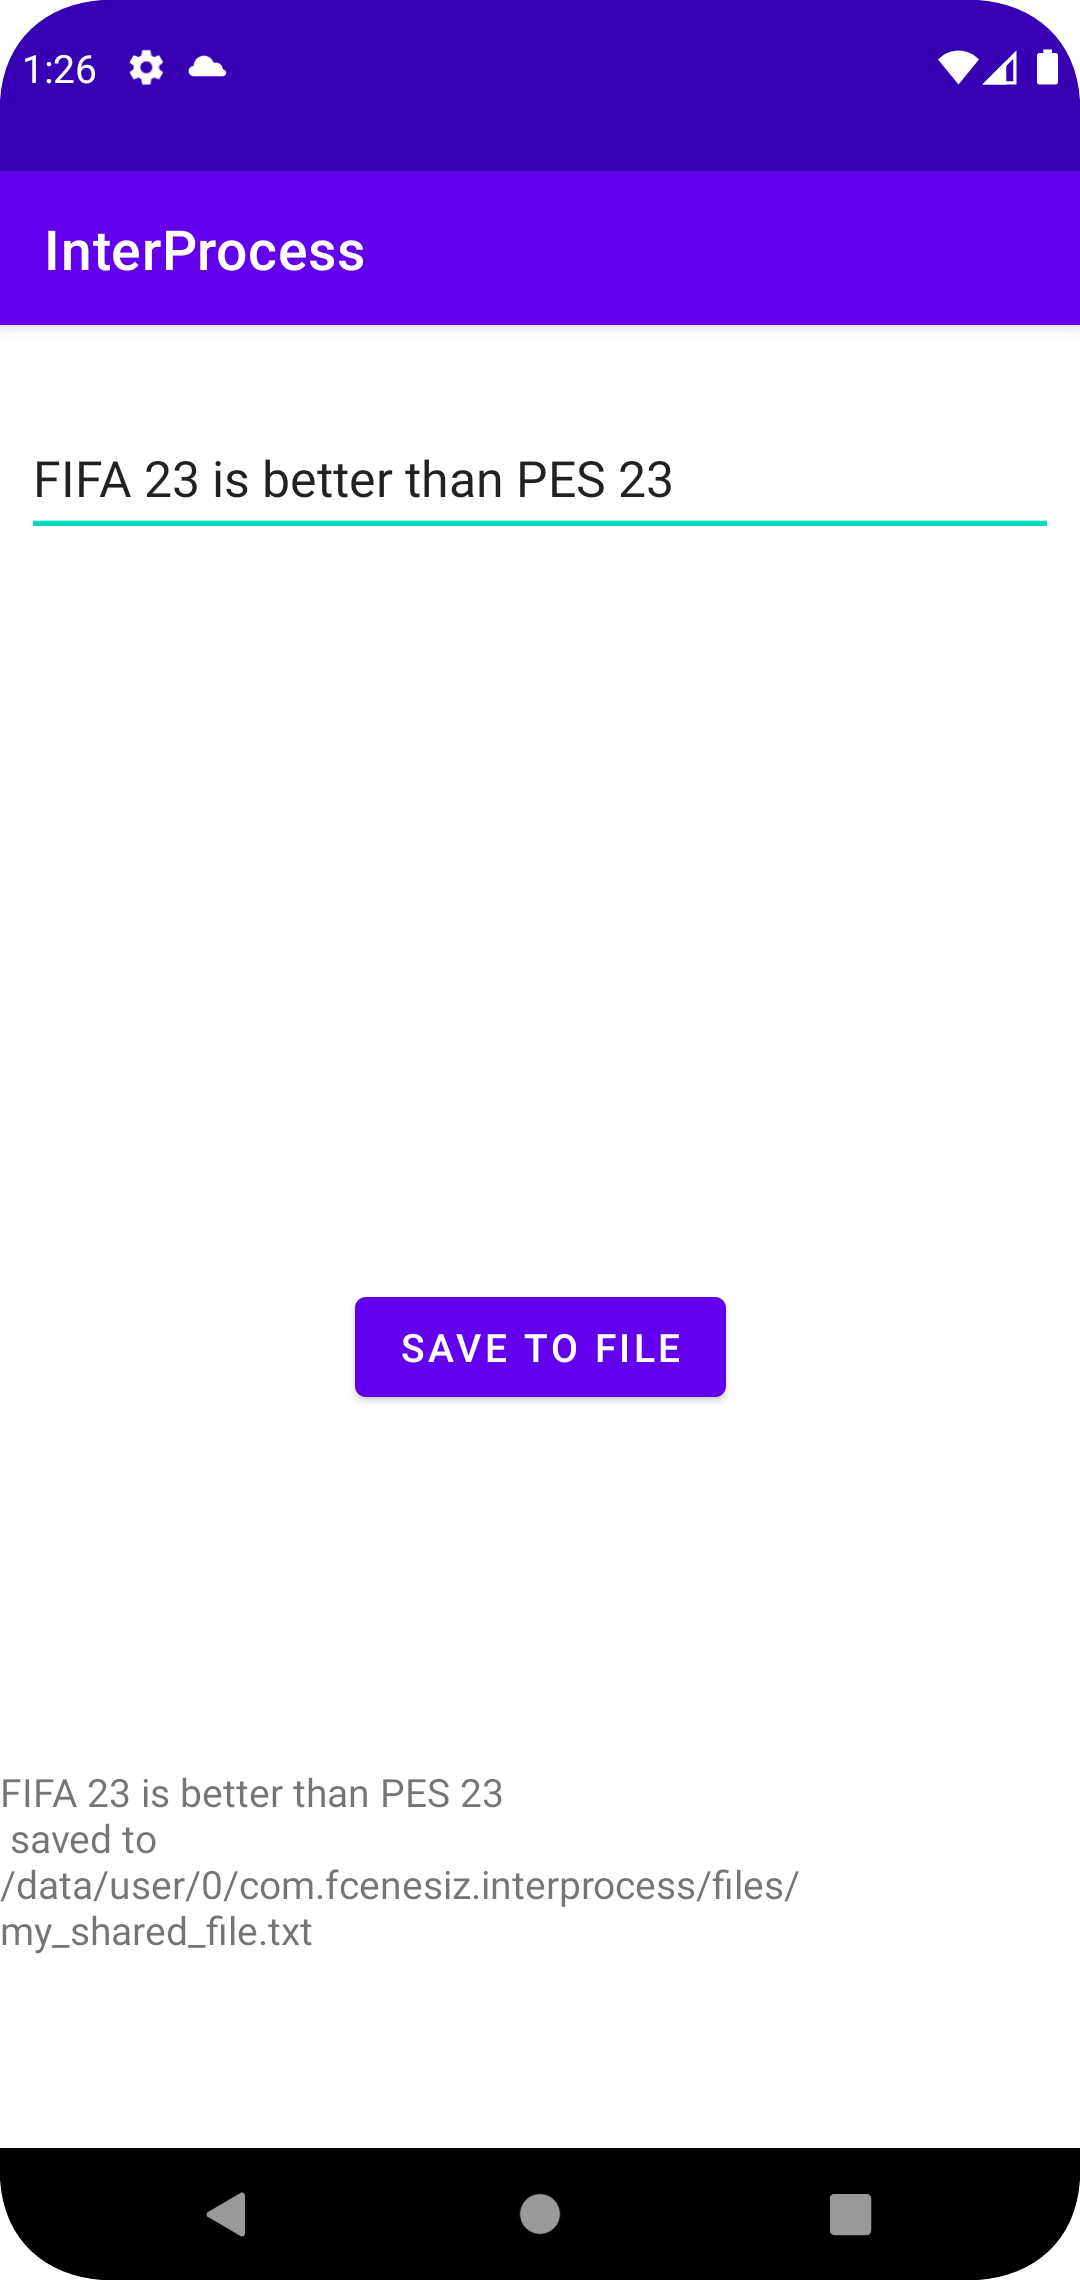 1:26
InterProcess
FIFA 23 is better than PES 23
SAVE TO FILE
FIFA 23 is better than PES 23
saved to
/data/user/0/com.fcenesiz.interprocess/files/
my_shared_file.txt